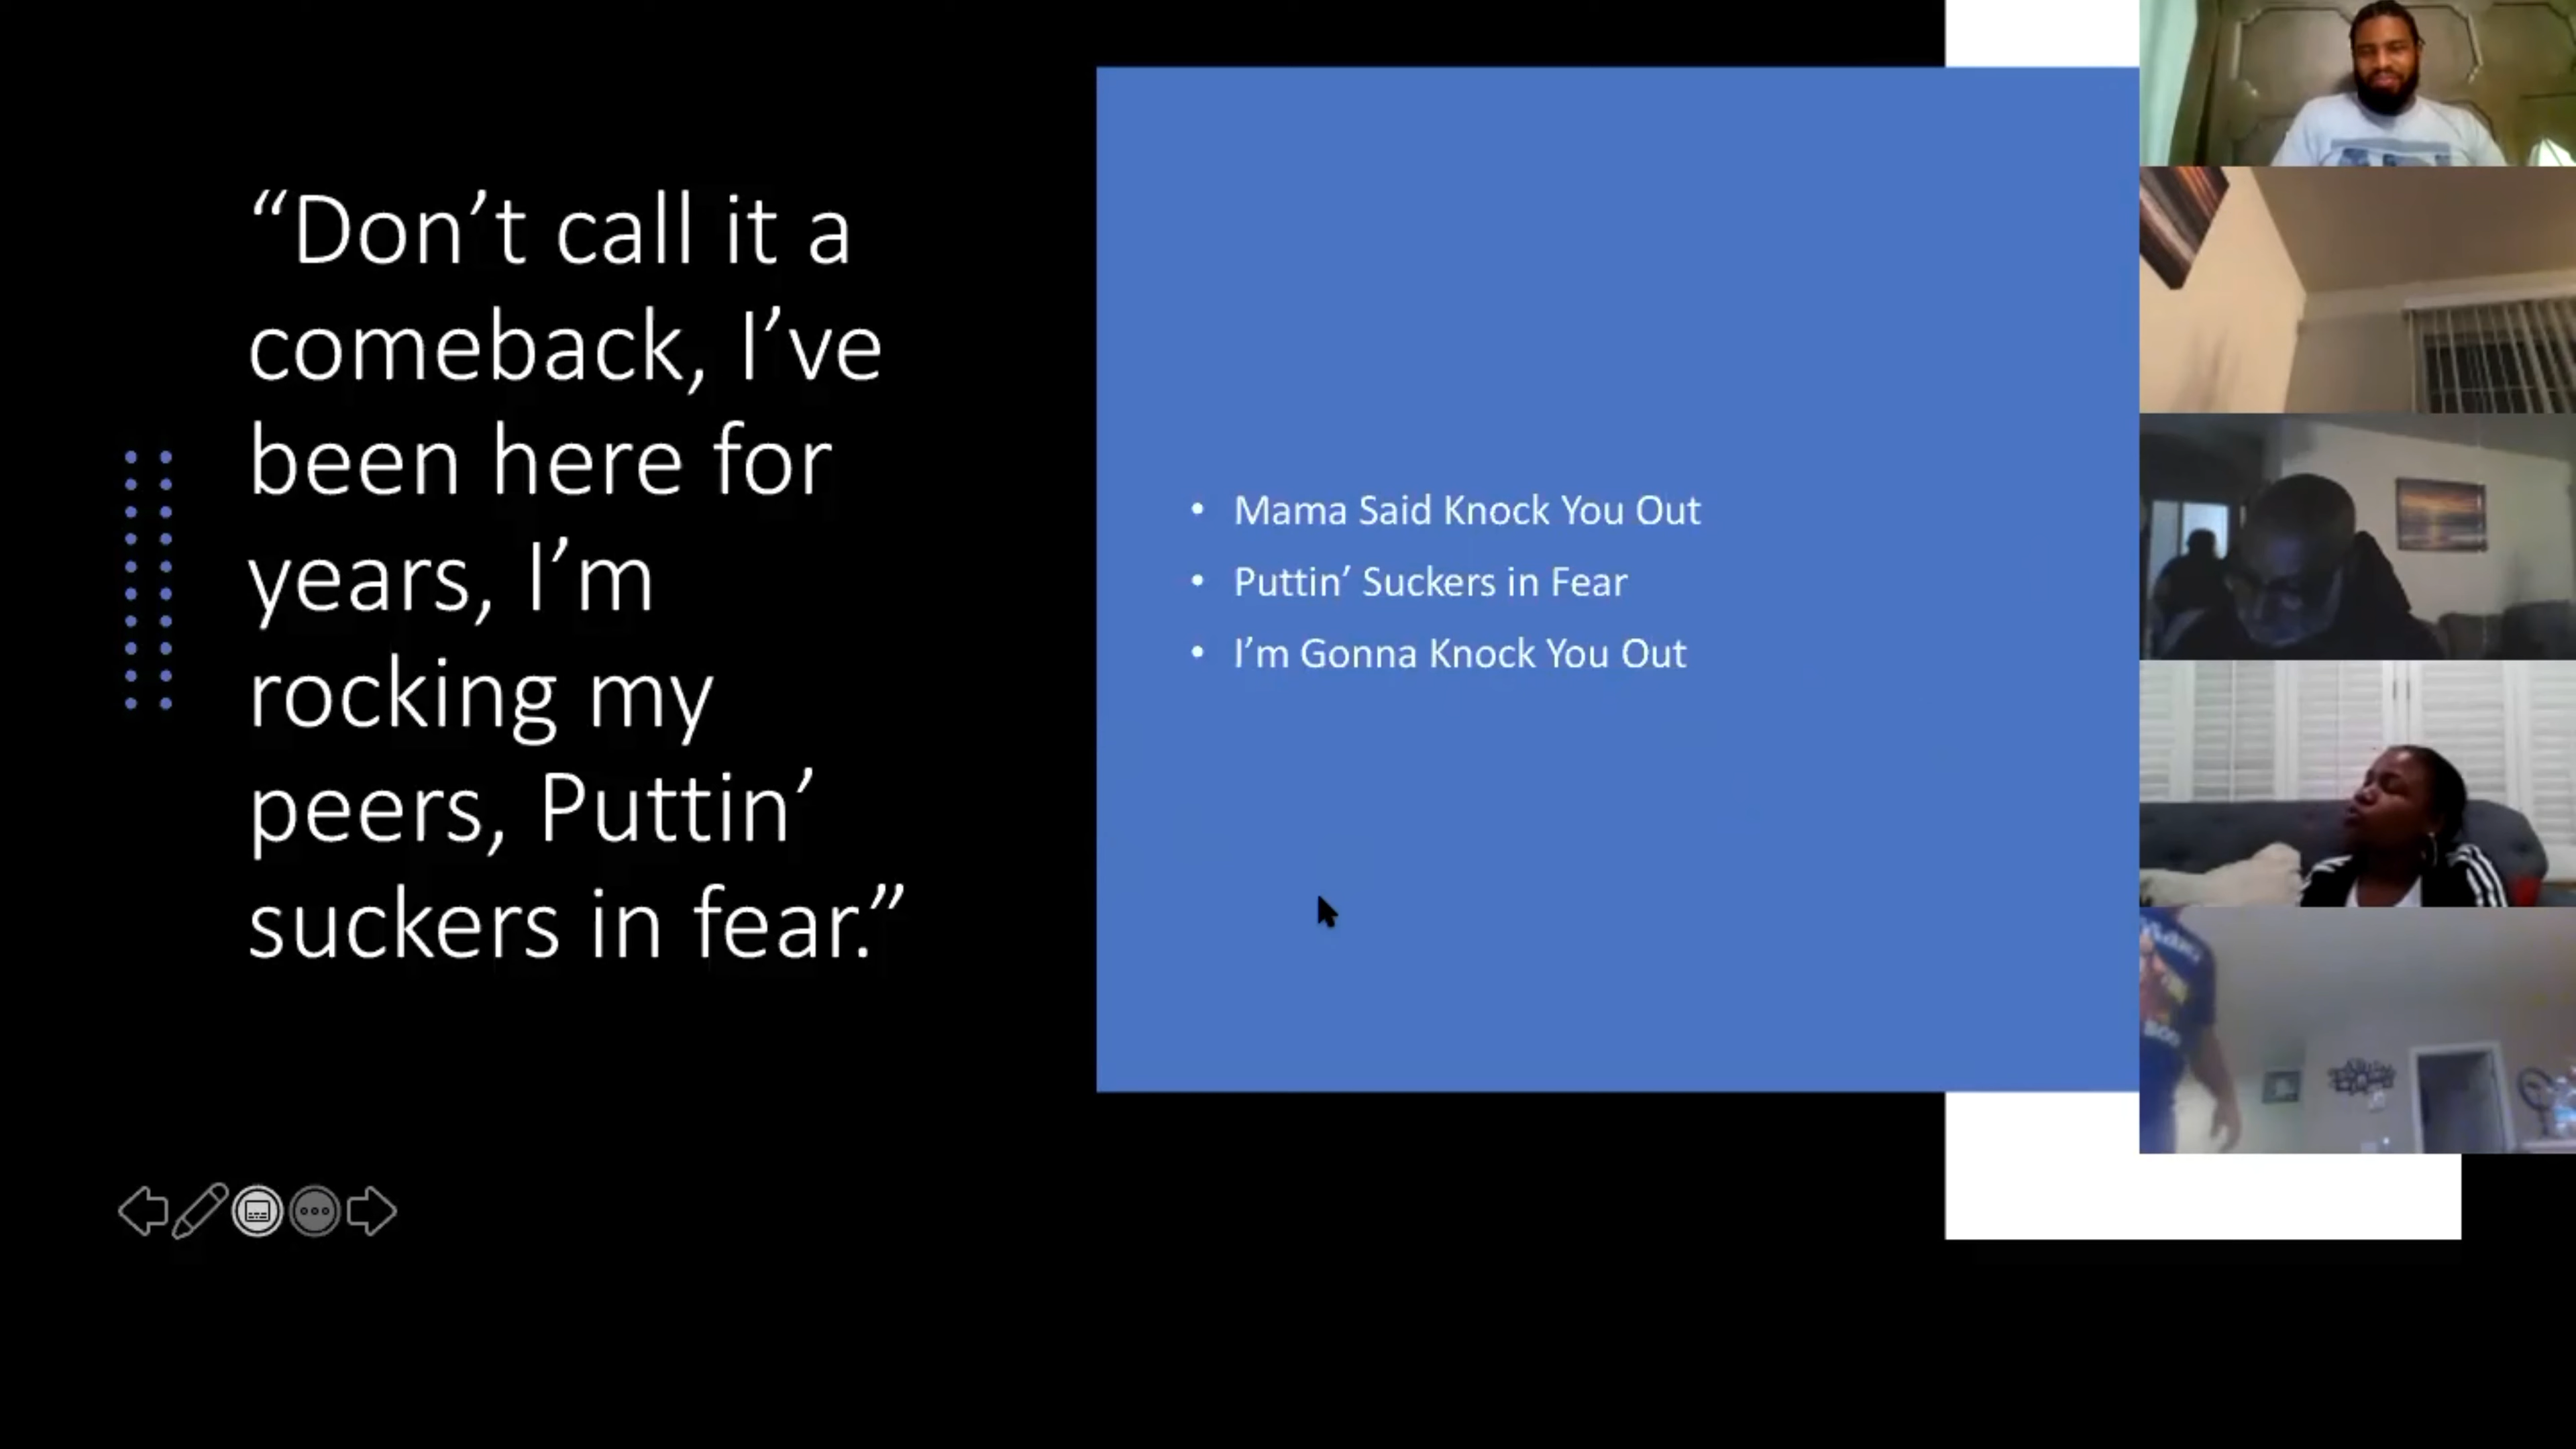 “Don’t call it a
comeback, I’ve
been here for
years, I’m
rocking my
peers, Puttin’
suckers in fear.”
• Mama Said Knock You Out
• Puttin’ Suckers in Fear
• I’m Gonna Knock You Out